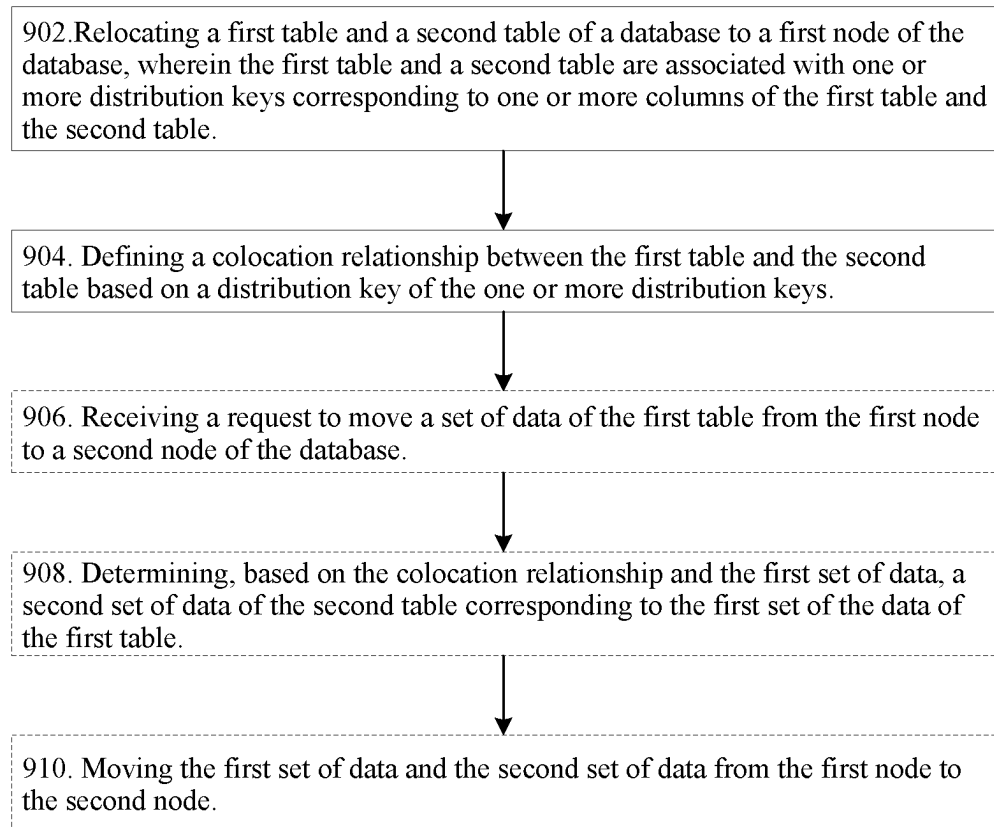 902.Relocating a first table and a second table of a database to a first node of the
database, wherein the first table and a second table are associated with one or
more distribution keys corresponding to one or more columns of the first table and
the second table.
904. Defining a colocation relationship between the first table and the second
table based on a distribution key of the one or more distribution keys.
906. Receiving a request to move a set of data of the first table from the first node
to a second node of the database.
908. Determining, based on the colocation relationship and the first set of data, a
second set of data of the second table corresponding to the first set of the data of
the first table.
910. Moving the first set of data and the second set of data from the first node to
the second node.